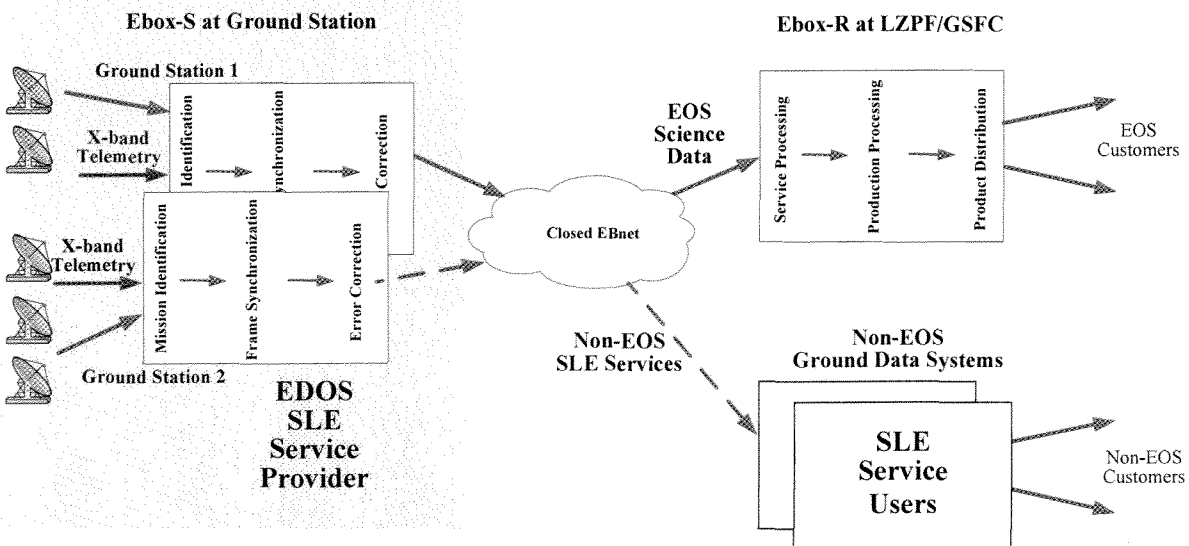 Ebox-S at Ground Station
Ebox-R at LZPF/GSFC
Ground Station 1
X-band
Telemetry
Identification
ynchronization
Correction
X-band
Telemetry
Mission Identification
Frame Synchronization
Error Correction
Ground Station 2
EDOS
SLE
Service
Provider
Closed EBnet
EOS
Science
Data
Service Processing
Production Processing
Product Distribution
EOS
Customers
Non-EOS
SLE Services
Non-EOS
Ground Data Systems
SLE
Service
Users
Non-EOS
Customers